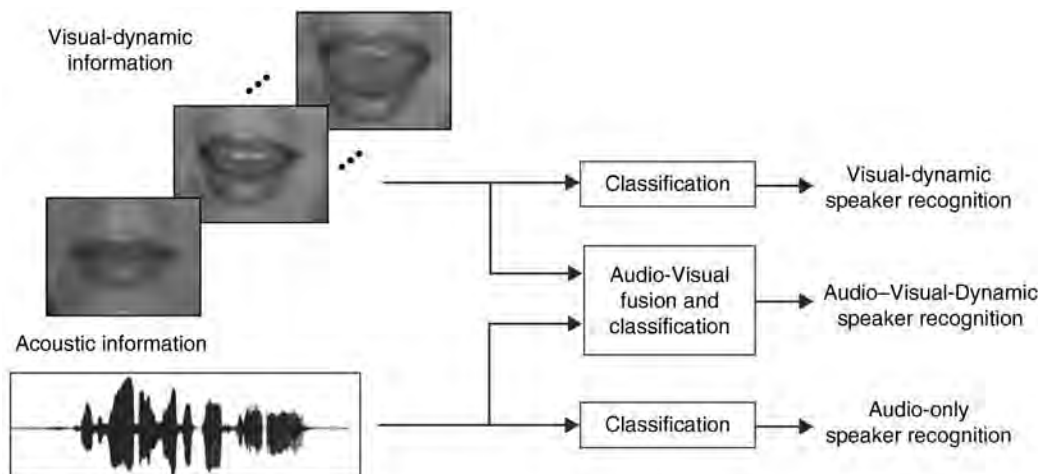 Visual-dynamic
information
Classification
Visual-dynamic
speaker recognition
Audio-Visual
fusion and
classification
Audio–Visual-Dynamic
speaker recognition
Acoustic information
Classification
Audio-only
speaker recognition